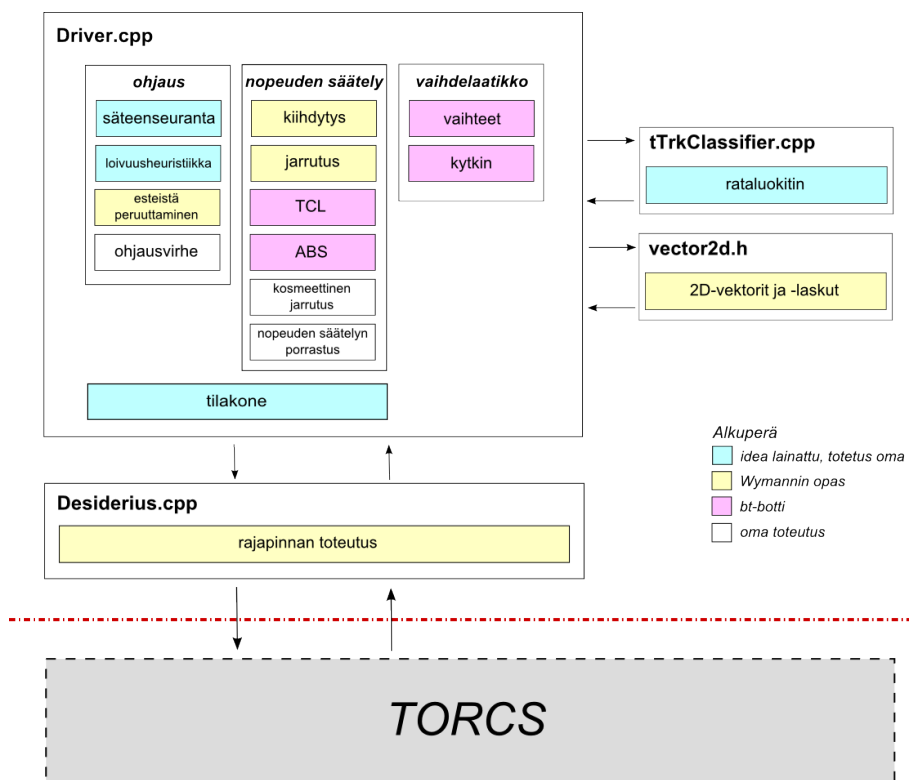 Driver.cpp
ohjaus
säteenseuranta
loivuusheuristiikka
esteistä
peruuttaminen
ohjausvirhe
nopeuden säätely
kiihdytys
jarrutus
TCL
ABS
kosmeettinen
jarrutus
nopeuden säätelyn
porrastus
vaihdelaatikko
vaihteet
kytkin
tilakone
tTrkClassifier.cpp
rataluokitin
vector2d.h
2D-vektorit ja -laskut
Alkuperä
idea lainattu, totetus oma
Wymannin opas
bt-botti
oma toteutus
Desiderius.cpp
rajapinnan toteutus
TORCS